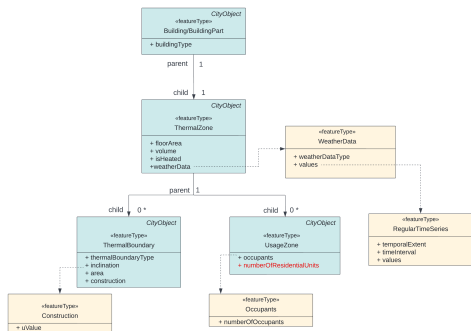 CityObject
«featureType»
Building/BuildingPart
+ buildingType
parent 1
child 1
CityObject
«featureType»
ThermalZone
+ floorArea
+ volume
+ isHeated
+weatherData
«featureType»
WeatherData
+ weatherDataType
+ values
parent 1
child 0 *
child 0 *
CityObject
«featureType»
ThermalBoundary
+ thermalBoundaryType
+ inclination
+ area
+ construction
CityObject
«featureType»
UsageZone
+ occupants
+ numberOfResidentialUnits
«featureType»
RegularTimeSeries
+ temporalExtent
+ timeInterval
+ values
«featureType»
Construction
+ uValue
«featureType»
Occupants
+ numberOfOccupants